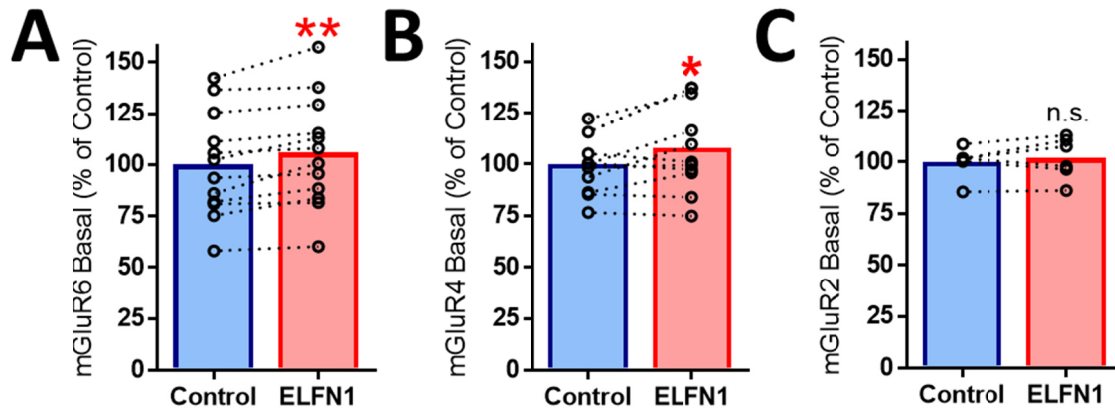 A
mGluR6 Basal (% of Control)
150
125
100
75
50
25
0
**
Control ELFN1
B
mGluR4 Basal (% of Control)
150
125
100
75
50
25
0
*
Control ELFN1
C
mGluR2 Basal (% of Control)
150
125
100
75
50
25
0
n.s.
Control ELFN1